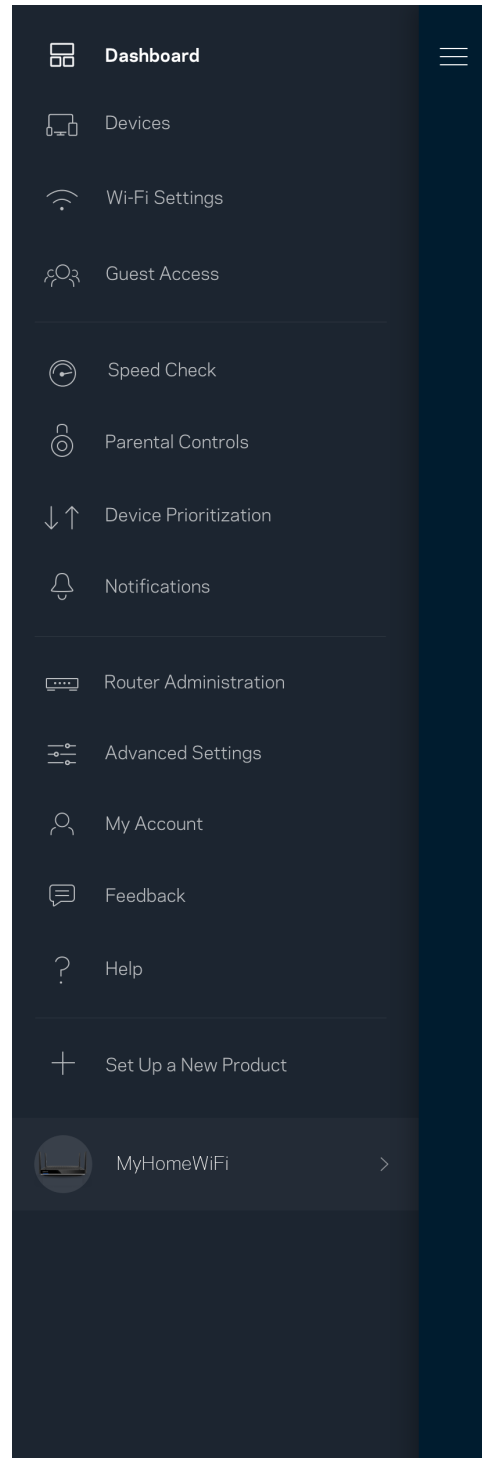 Dashboard
Devices
Wi-Fi Settings
Guest Access
Speed Check
Parental Controls
Device Prioritization
Notifications
Router Administration
Advanced Settings
My Account
Feedback
Help
Set Up a New Product
MyHomeWiFi